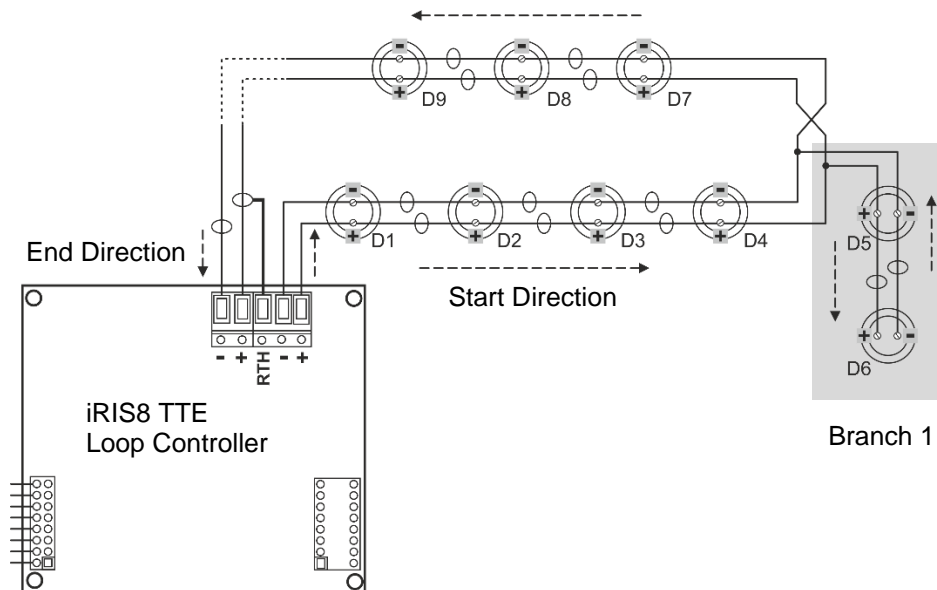 -
-
-
+
D9
+
D8
+
D7
-
-
-
-
+
D1
+
D2
+
D3
+
D4
+
-
D5
+
-
D6
Branch 1
End Direction
Start Direction
-
+
RTH
-
+
iRIS8 TTE
Loop Controller